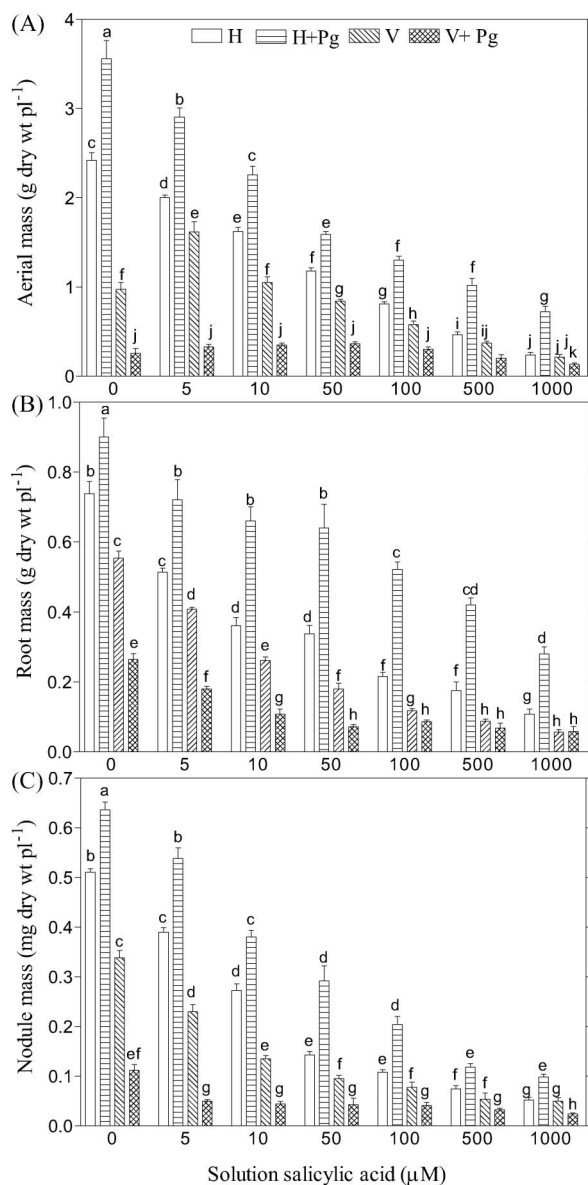 (A)
H H+Pg V V+ Pg
Aerial mass (g dry wt pl-1)
4
3
2
1
0
a
c
f
j
b
d
e
j
c
e
f
j
e
f
g
j
f
g
h
j
f
i
ij
g
j
j j
k
0 5 10 50 100 500 1000
(B)
Root mass (g dry wt pl-1)
1.0
0.8
0.6
0.4
0.2
0.0
a
b
c
e
b
c
d
f
b
d
e
g
b
d
f
h
c
f
g
h
cd
f
h h
d
g
h h
0 5 10 50 100 500 1000
(C)
Nodule mass (mg dry wt pl-1)
0.7
0.6
0.5
0.4
0.3
0.2
0.1
0.0
a
b
c
ef
b
c
d
g
c
d
e
g
d
e
f
g
d
e
f
g
e
f f
g
e
g g
h
0 5 10 50 100 500 1000
Solution salicylic acid (µM)